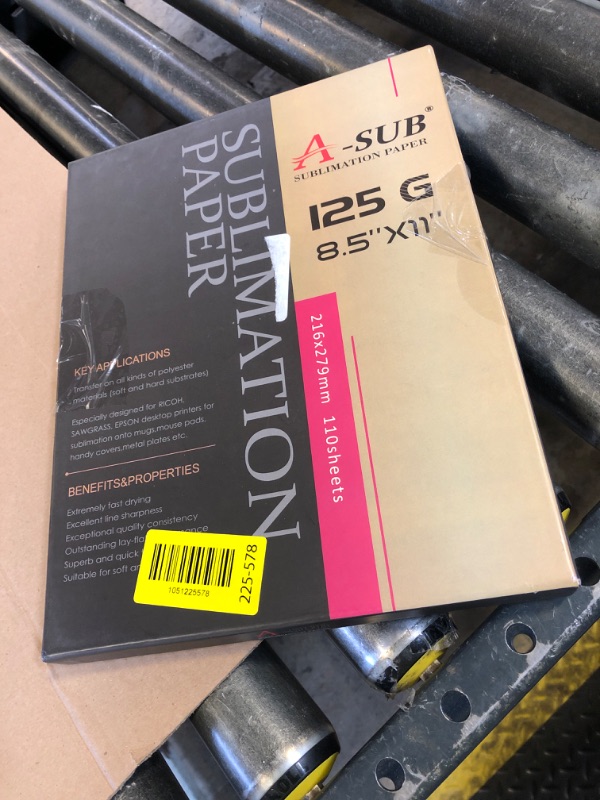 A-SUB®
SUBLIMATION PAPER
125 G
8.5"X11"
SUBLIMATION
PAPER
216x279mm 110sheets
KEY APPLICATIONS
Transfer on all kinds of polyester
materials (soft and hard substrates)
Especially designed for RICOH,
SAWGRASS, EPSON desktop printers for
sublimation onto mugs,mouse pads,
handy covers,metal plates etc.
BENEFITS&PROPERTIES
Extremely fast drying
Excellent line sharpness
Exceptional quality consistency
Outstanding lay-fla
Superb and quick
Suitable for soft
1051225578
225-578